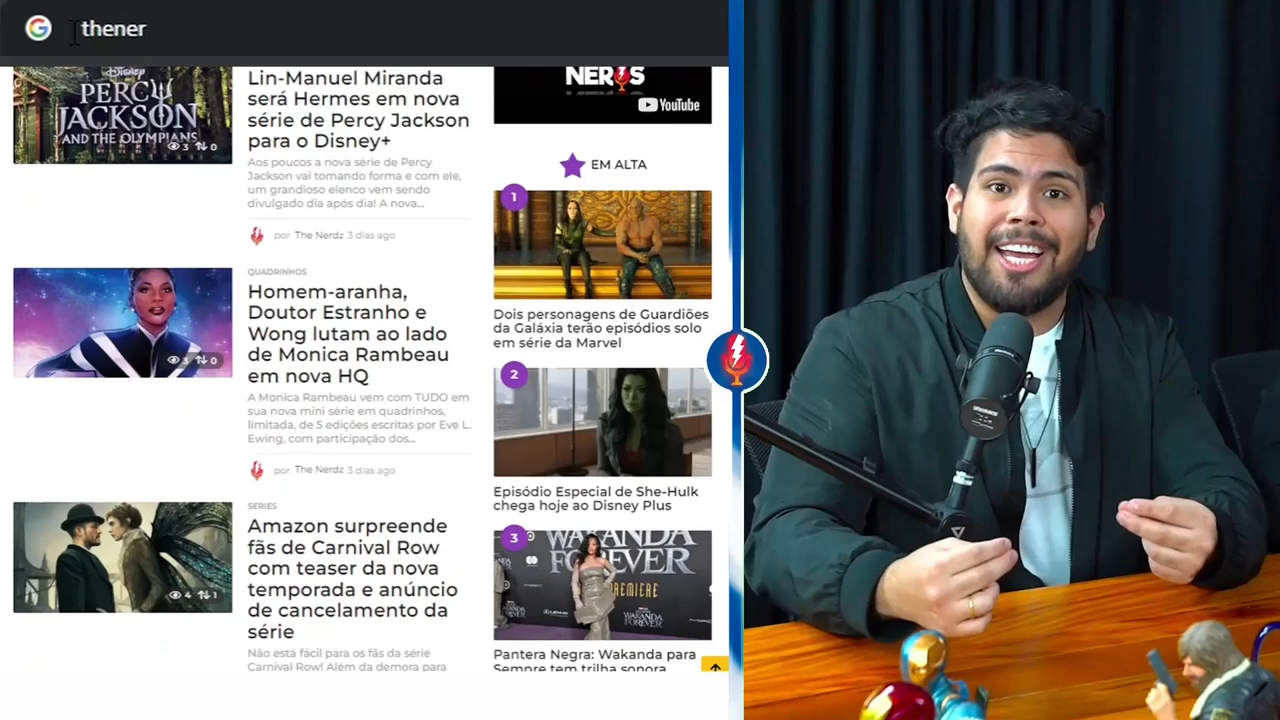 thener
Disney
PERCY
JACKSON
AND THE OLYMPIANS
3 0
Lin-Manuel Miranda
será Hermes em nova
série de Percy Jackson
para o Disney+
Aos poucos a nova série de Percy
Jackson vai tomando forma e com ele,
um grandioso elenco vem sendo
divulgado dia após dia! A nova...
por The Nerdz 3 dias ago
3 0
QUADRINHOS
Homem-aranha,
Doutor Estranho e
Wong lutam ao lado
de Monica Rambeau
em nova HQ
A Monica Rambeau vem com TUDO em
sua nova mini série em quadrinhos,
limitada, de 5 edições escritas por Eve L.
Ewing, com participação dos...
por The Nerdz 3 dias ago
4 1
SERIES
Amazon surpreende
fãs de Carnival Row
com teaser da nova
temporada e anúncio
de cancelamento da
série
Não está fácil para os fãs da série
Carnival Row! Além da demora para
YouTube
EM ALTA
1
Dois personagens de Guardiões
da Galáxia terão episódios solo
em série da Marvel
2
Episódio Especial de She-Hulk
chega hoje ao Disney Plus
3
WAKANDA
FOREVER
PREMIERE
Pantera Negra: Wakanda para
Sempre tem trilha sonora